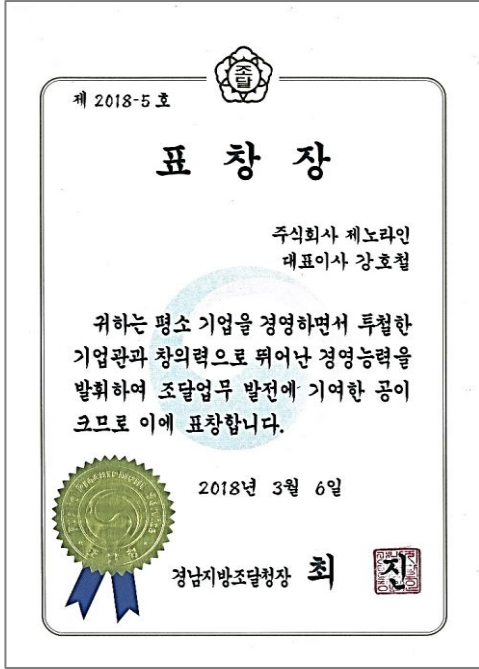 조달
제 2018-5 호
표 창 장
주식회사 제노라인
대표이사 강호철
귀하는 평소 기업을 경영하면서 투철한
기업관과 창의력으로 뛰어난 경영능력을
발휘하여 조달업무 발전에 기여한 공이
크므로 이에 표창합니다.
2018년 3월 6일
경남지방조달청장 최 진